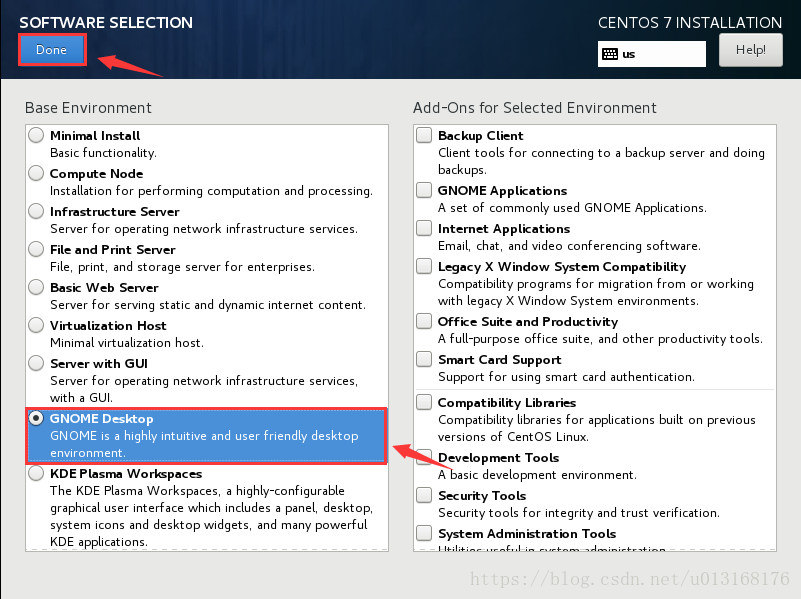 SOFTWARE SELECTION
CENTOS 7 INSTALLATION
Done
us
Help!
Base Environment
Minimal Install
Basic functionality.
Compute Node
Installation for performing computation and processing.
Infrastructure Server
Server for operating network infrastructure services.
File and Print Server
File, print, and storage server for enterprises.
Basic Web Server
Server for serving static and dynamic internet content.
Virtualization Host
Minimal virtualization host.
Server with GUI
Server for operating network infrastructure services,
with a GUI.
GNOME Desktop
GNOME is a highly intuitive and user friendly desktop
environment.
KDE Plasma Workspaces
The KDE Plasma Workspaces, a highly-configurable
graphical user interface which includes a panel, desktop,
system icons and desktop widgets, and many powerful
KDE applications.
Add-Ons for Selected Environment
Backup Client
Client tools for connecting to a backup server and doing
backups.
GNOME Applications
A set of commonly used GNOME Applications.
Internet Applications
Email, chat, and video conferencing software.
Legacy X Window System Compatibility
Compatibility programs for migration from or working
with legacy X Window System environments.
Office Suite and Productivity
A full-purpose office suite, and other productivity tools.
Smart Card Support
Support for using smart card authentication.
Compatibility Libraries
Compatibility libraries for applications built on previous
versions of CentOS Linux.
Development Tools
A basic development environment.
Security Tools
Security tools for integrity and trust verification.
System Administration Tools
Utilities useful in system administration.
https://blog.csdn.net/u013168176